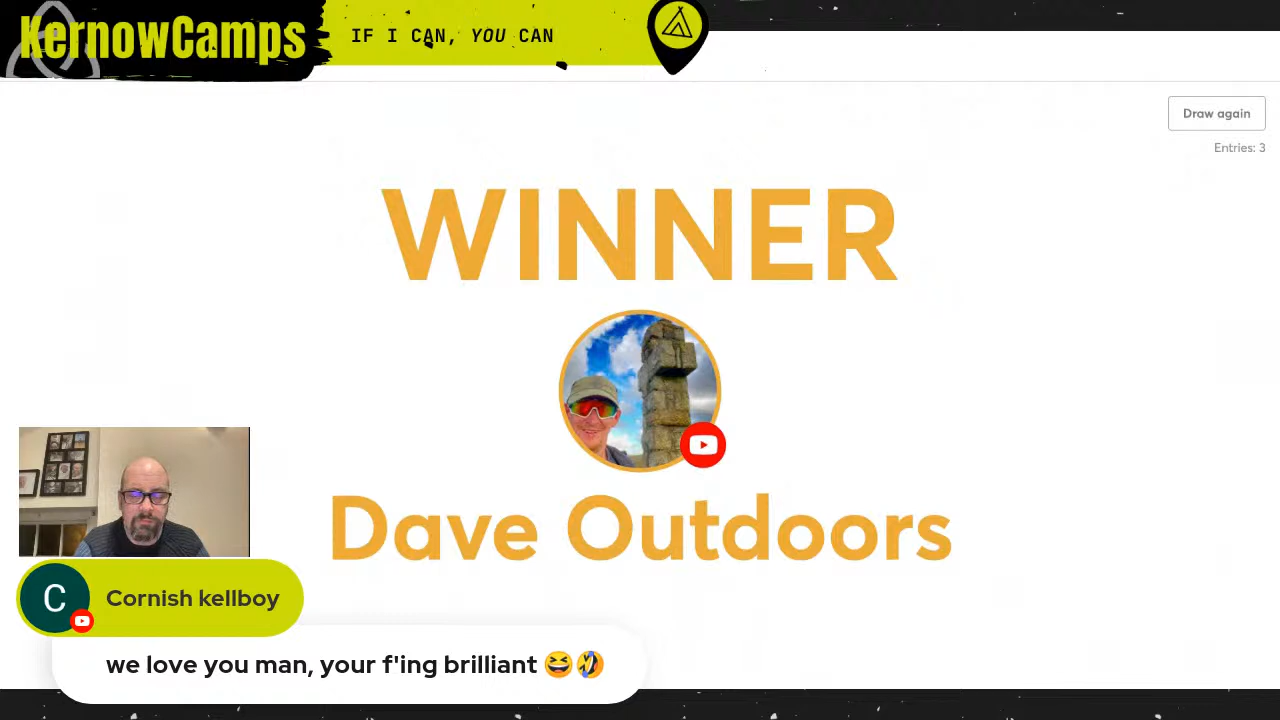 KernowCamps
IF I CAN, YOU CAN
Draw again
Entries: 3
WINNER
Dave Outdoors
C
Cornish kellboy
we love you man, your f'ing brilliant 😆🤣